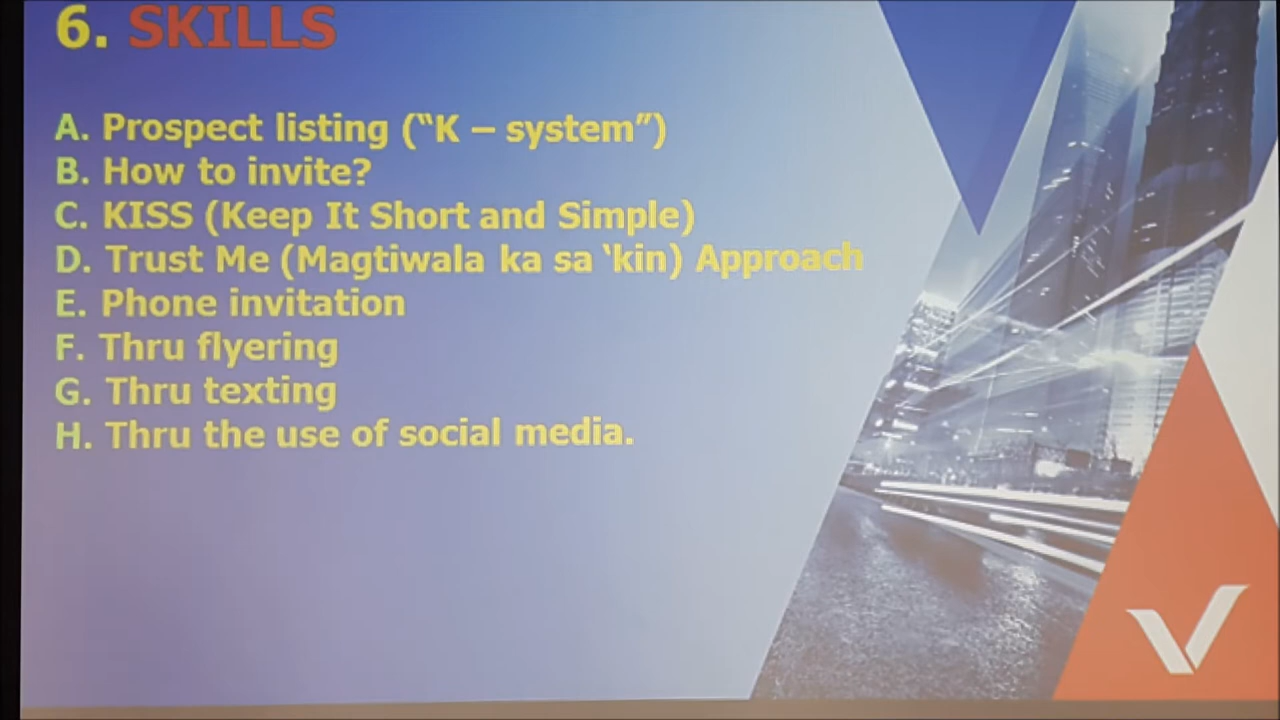 6. SKILLS
A. Prospect listing (“K – system”)
B. How to invite?
C. KISS (Keep It Short and Simple)
D. Trust Me (Magtiwala ka sa ‘kin) Approach
E. Phone invitation
F. Thru flyering
G. Thru texting
H. Thru the use of social media.